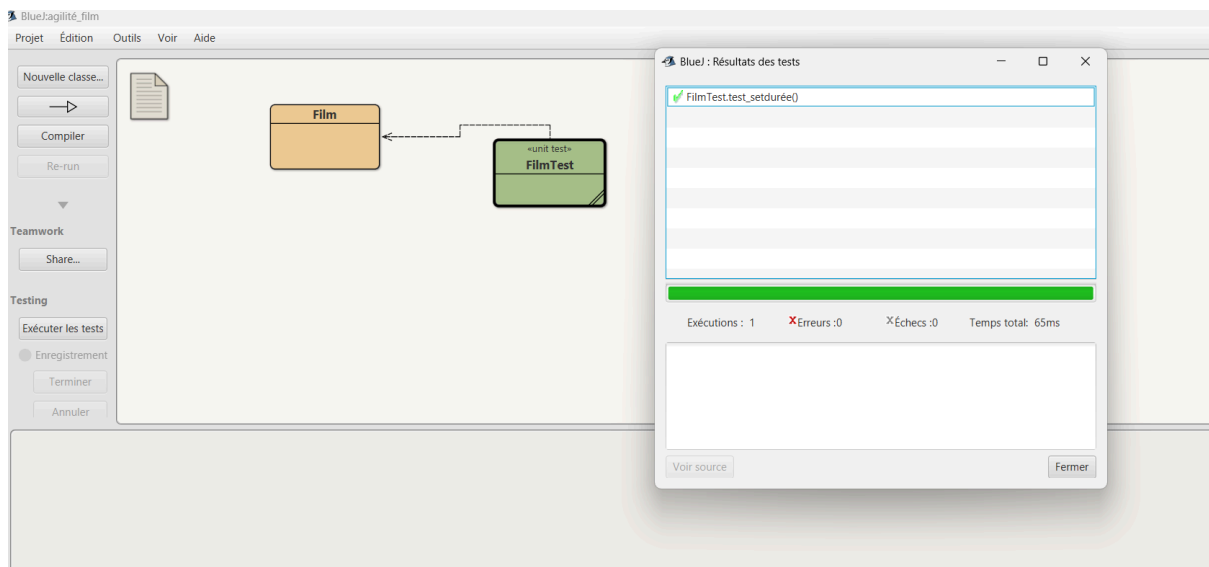 BlueJ:agilité_film
Projet Édition Outils Voir Aide
Nouvelle classe...
Compiler
Re-run
Teamwork
Share...
Testing
Exécuter les tests
Enregistrement
Terminer
Annuler
Film
«unit test»
FilmTest
BlueJ : Résultats des tests
FilmTest.test_setdurée()
Exécutions : 1 XErreurs :0 XÉchecs :0 Temps total: 65ms
Voir source
Fermer